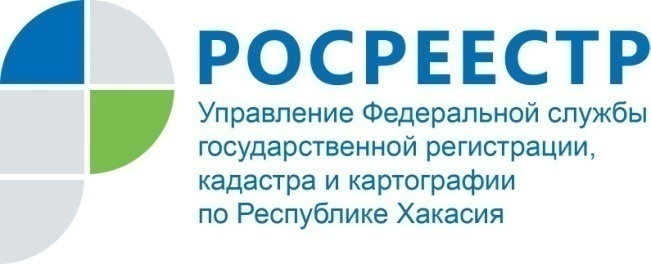 РОСРЕЕСТР
Управление Федеральной службы
государственной регистрации,
кадастра и картографии
по Республике Хакасия